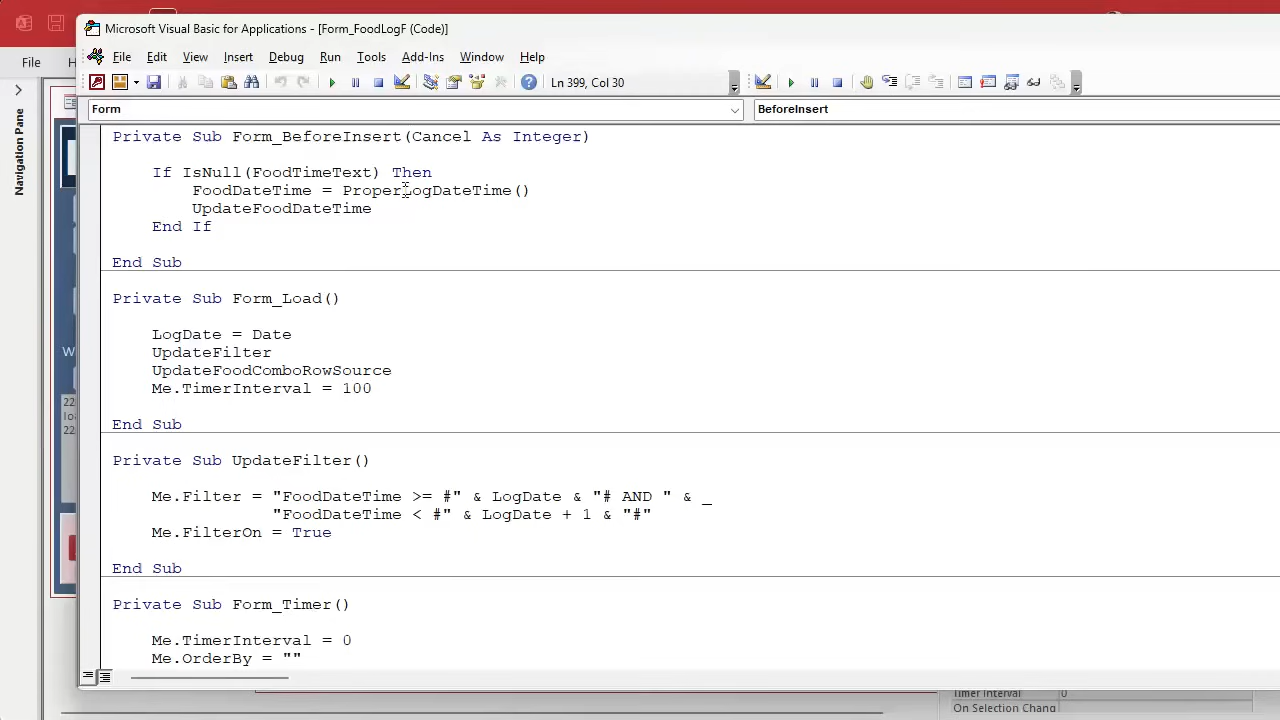 Microsoft Visual Basic for Applications - [Form_FoodLogF (Code)]
File Edit View Insert Debug Run Tools Add-Ins Window Help
File
Ln 399, Col 30
Form
BeforeInsert
Navigation Pane
Private Sub Form_BeforeInsert(Cancel As Integer)
If IsNull(FoodTimeText) Then
FoodDateTime = ProperLogDateTime()
UpdateFoodDateTime
End If
End Sub
Private Sub Form_Load()
LogDate = Date
UpdateFilter
UpdateFoodComboRowSource
Me.TimerInterval = 100
End Sub
Private Sub UpdateFilter()
Me.Filter = "FoodDateTime >= #" & LogDate & "# AND " & _
"FoodDateTime < #" & LogDate + 1 & "#"
Me.FilterOn = True
End Sub
Private Sub Form_Timer()
Me.TimerInterval = 0
Me.OrderBy = ""
Timer Interval 0
On Selection Chang